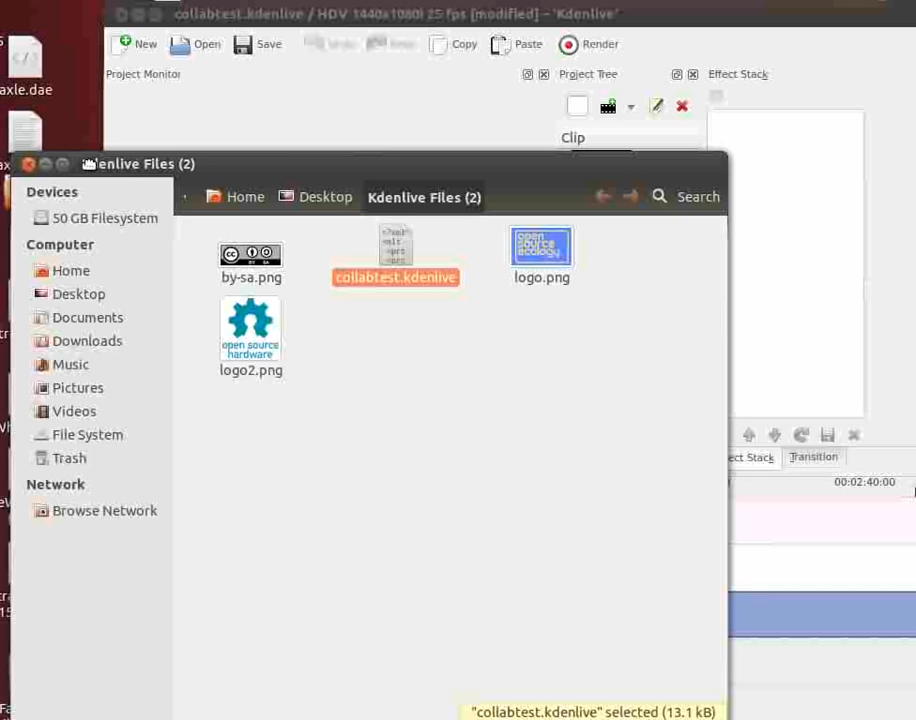 collabtest.kdenlive / HDV 1440x1080i 25 fps [modified] – 'Kdenlive'
New Open Save Copy Paste Render
Project Monitor Project Tree Effect Stack
axle.dae
Clip
enlive Files (2)
Devices
50 GB Filesystem
Computer
Home
Desktop
Documents
Downloads
Music
Pictures
Videos
File System
Trash
Network
Browse Network
Home Desktop Kdenlive Files (2) Search
by-sa.png collabtest.kdenlive logo.png
open source ecology
open source
hardware
logo2.png
ect Stack Transition
00:02:40:00
"collabtest.kdenlive" selected (13.1 kB)